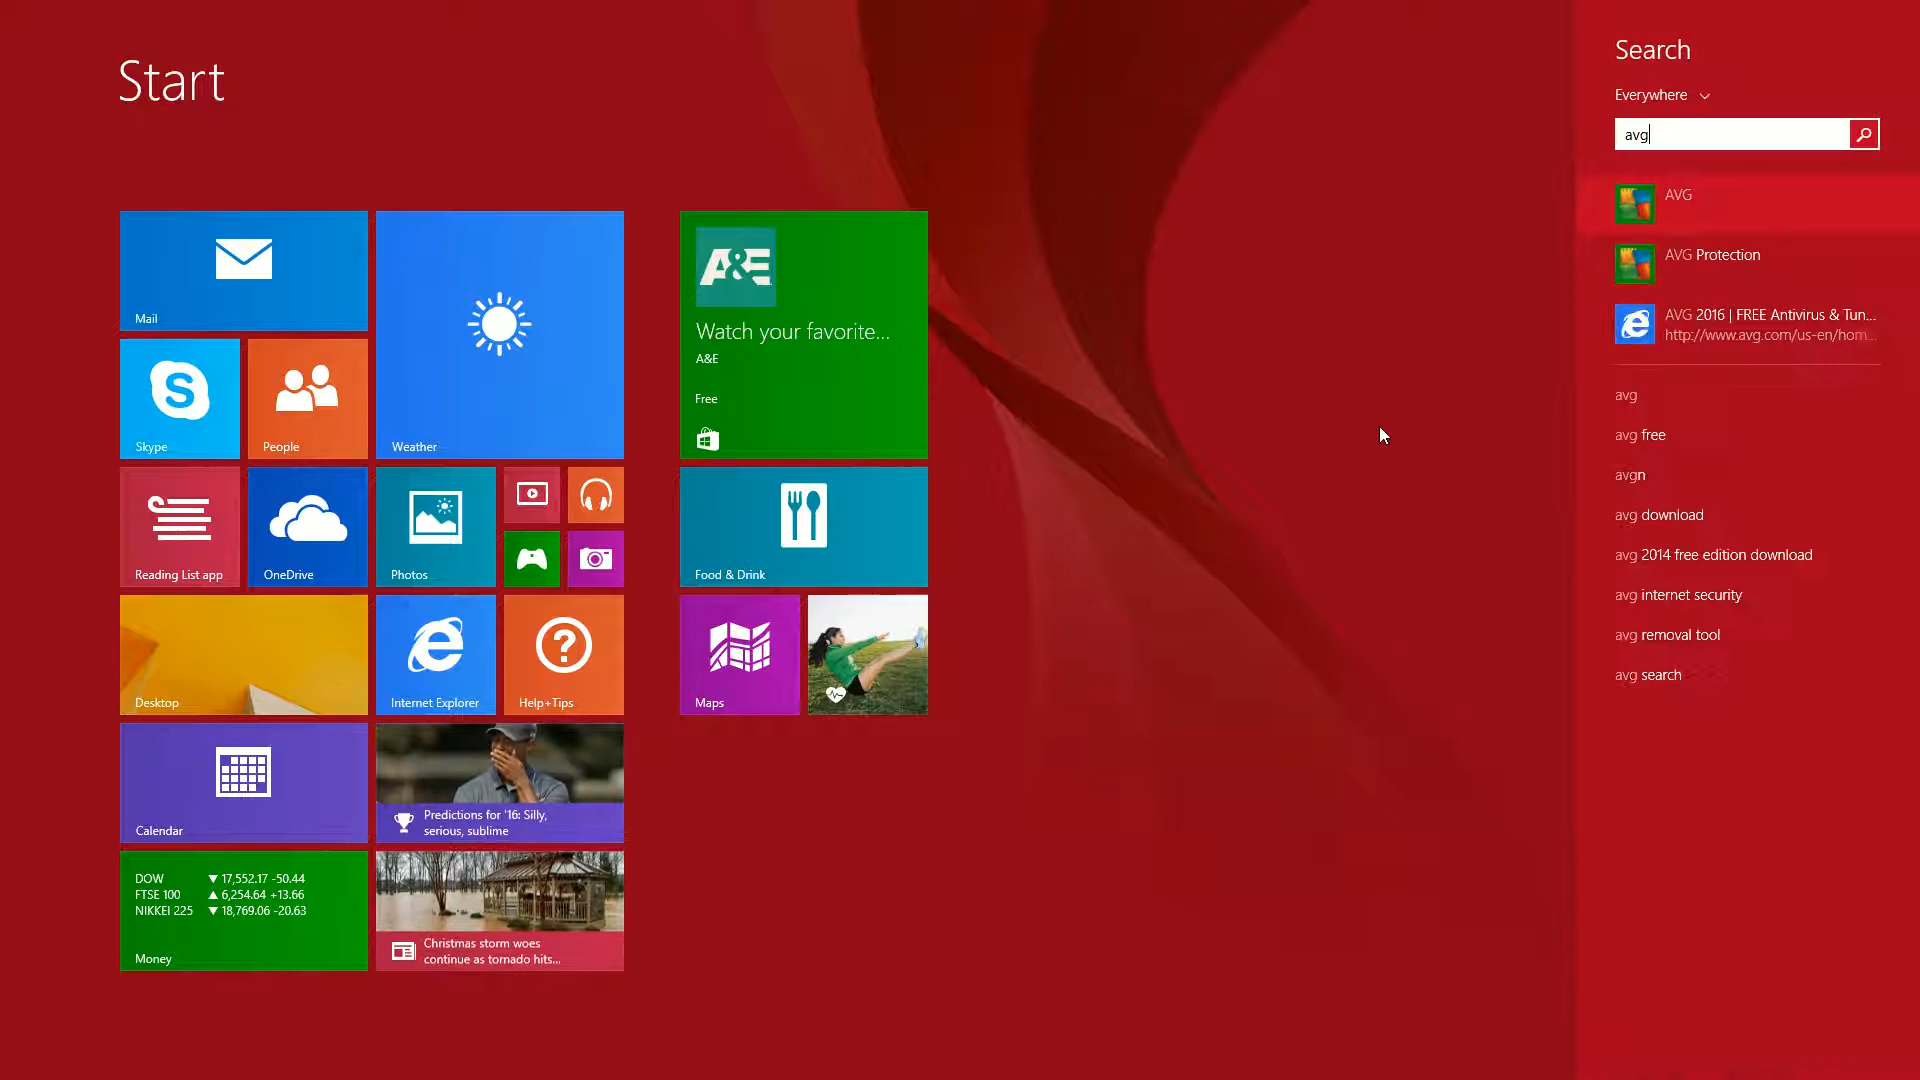 Start
Mail
Skype
People
Weather
Reading List app
OneDrive
Photos
Desktop
Internet Explorer
Help+Tips
Calendar
Predictions for '16: Silly,
serious, sublime
DOW ▼ 17,552.17 -50.44
FTSE 100 ▲ 6,254.64 +13.66
NIKKEI 225 ▼ 18,769.06 -20.63
Money
Christmas storm woes
continue as tornado hits...
A&E
Watch your favorite...
A&E
Free
Food & Drink
Maps
Search
Everywhere
avg
AVG
AVG Protection
AVG 2016 | FREE Antivirus & Tun...
http://www.avg.com/us-en/hom...
avg
avg free
avgn
avg download
avg 2014 free edition download
avg internet security
avg removal tool
avg search